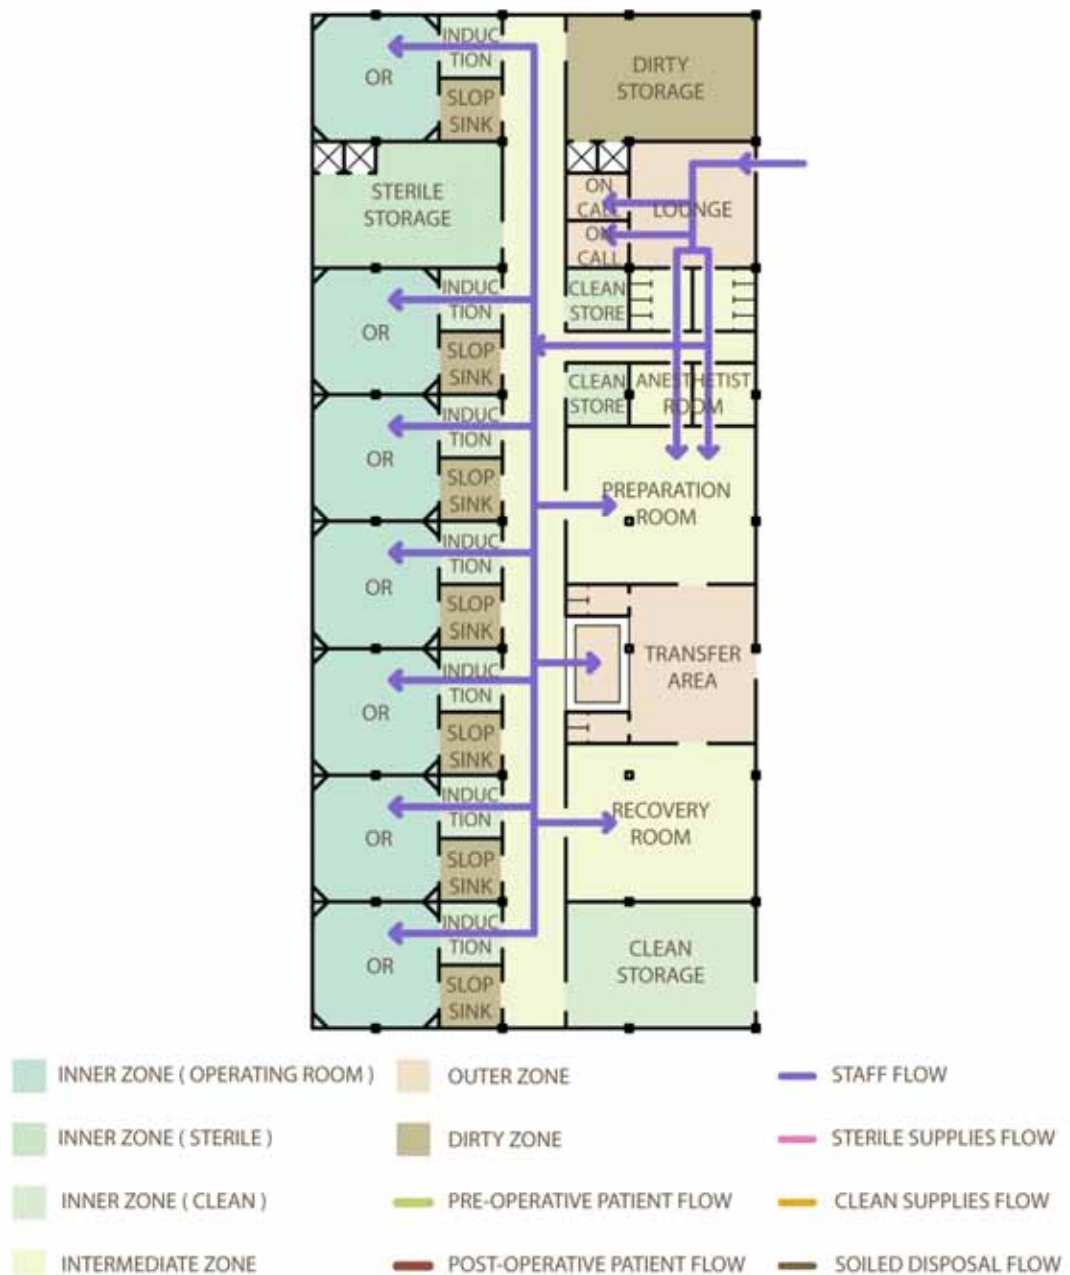 INDUC
TION
OR
SLOP
SINK
DIRTY
STORAGE
STERILE
STORAGE
ON
CALL
LOUNGE
ON
CALL
INDUC
TION
OR
SLOP
SINK
CLEAN
STORE
CLEAN
STORE
ANESTHETIST
ROOM
INDUC
TION
OR
SLOP
SINK
PREPARATION
ROOM
INDUC
TION
OR
SLOP
SINK
TRANSFER
AREA
INDUC
TION
OR
SLOP
SINK
INDUC
TION
OR
SLOP
SINK
RECOVERY
ROOM
INDUC
TION
OR
SLOP
SINK
CLEAN
STORAGE
INNER ZONE ( OPERATING ROOM )
OUTER ZONE
STAFF FLOW
INNER ZONE ( STERILE )
DIRTY ZONE
STERILE SUPPLIES FLOW
INNER ZONE ( CLEAN )
PRE-OPERATIVE PATIENT FLOW
CLEAN SUPPLIES FLOW
INTERMEDIATE ZONE
POST-OPERATIVE PATIENT FLOW
SOILED DISPOSAL FLOW